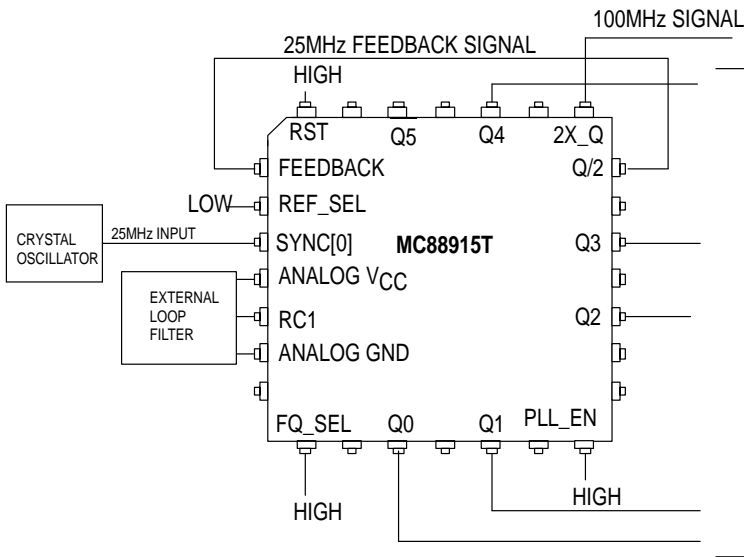 100MHz SIGNAL
25MHz FEEDBACK SIGNAL
HIGH
RST
Q5
Q4
2X_Q
FEEDBACK
Q/2
LOW
REF_SEL
CRYSTAL
OSCILLATOR
25MHz INPUT
SYNC[0]
MC88915T
Q3
ANALOG VCC
EXTERNAL
LOOP
FILTER
RC1
Q2
ANALOG GND
FQ_SEL
Q0
Q1
PLL_EN
HIGH
HIGH